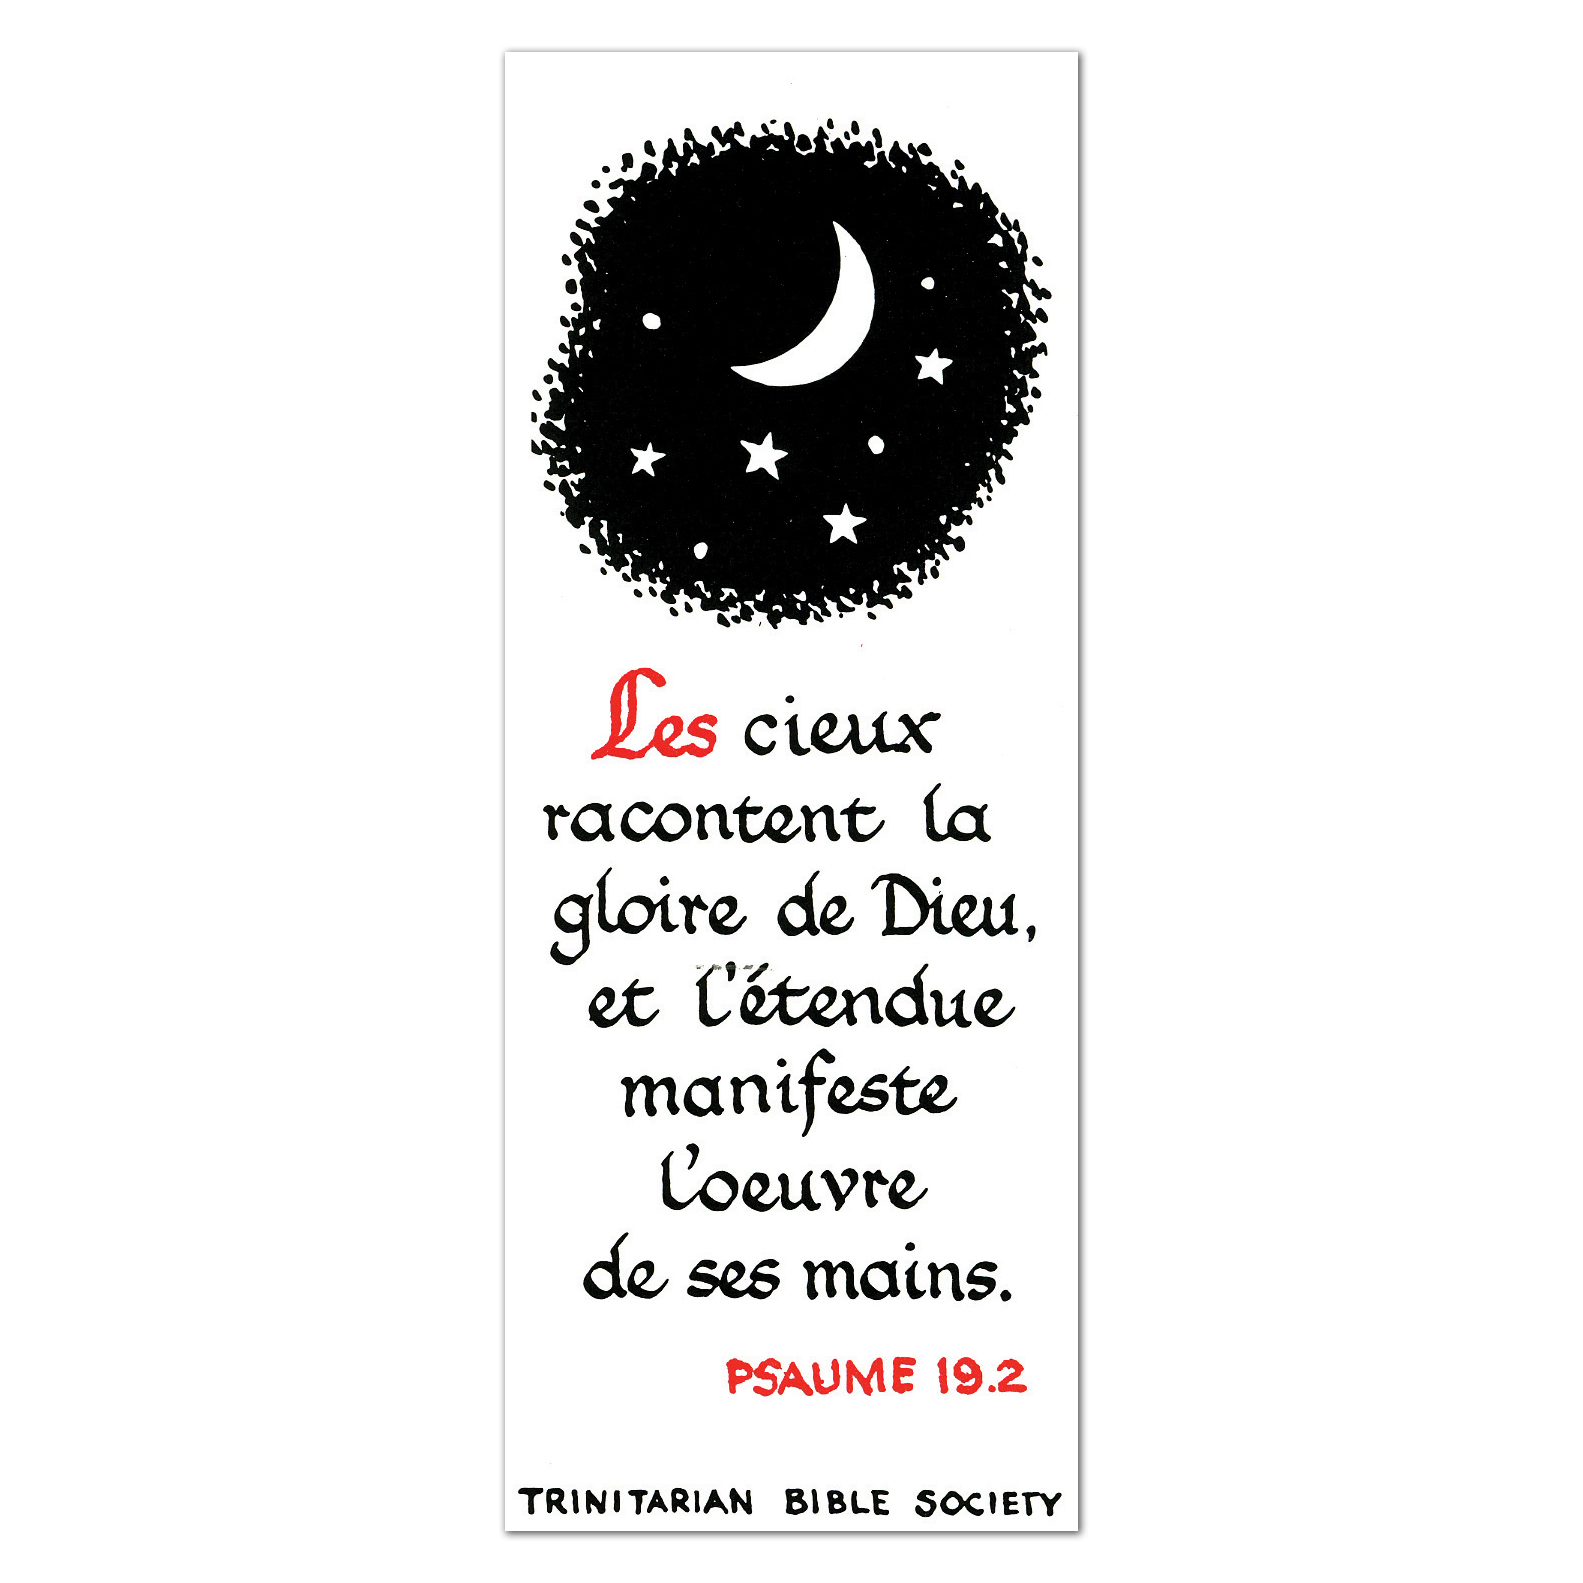 Les cieux
racontent la
gloire de Dieu,
et l'étendue
manifeste
l'oeuvre
de ses mains.
PSAUME 19.2
TRINITARIAN BIBLE SOCIETY